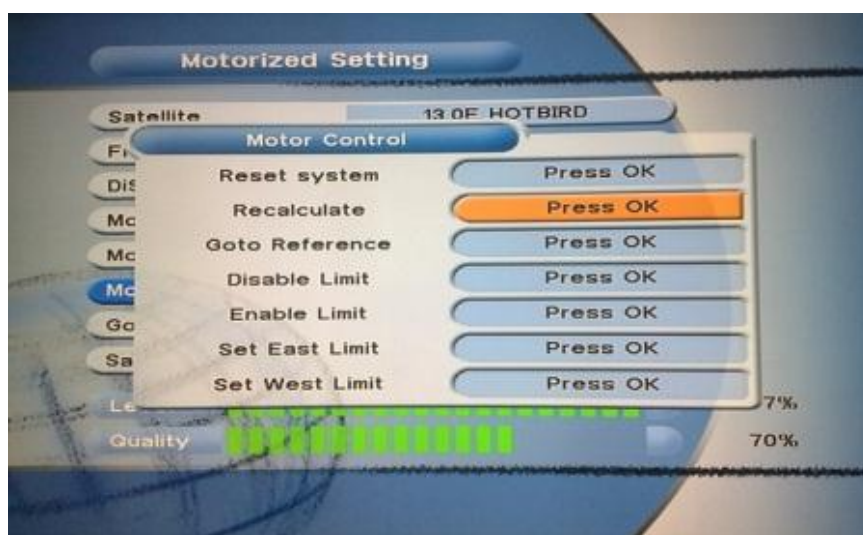 Motorized Setting
Satellite 13.0E HOTBIRD
Motor Control
Reset system Press OK
Recalculate Press OK
Goto Reference Press OK
Disable Limit Press OK
Enable Limit Press OK
Set East Limit Press OK
Set West Limit Press OK
Le 7%
Quality 70%